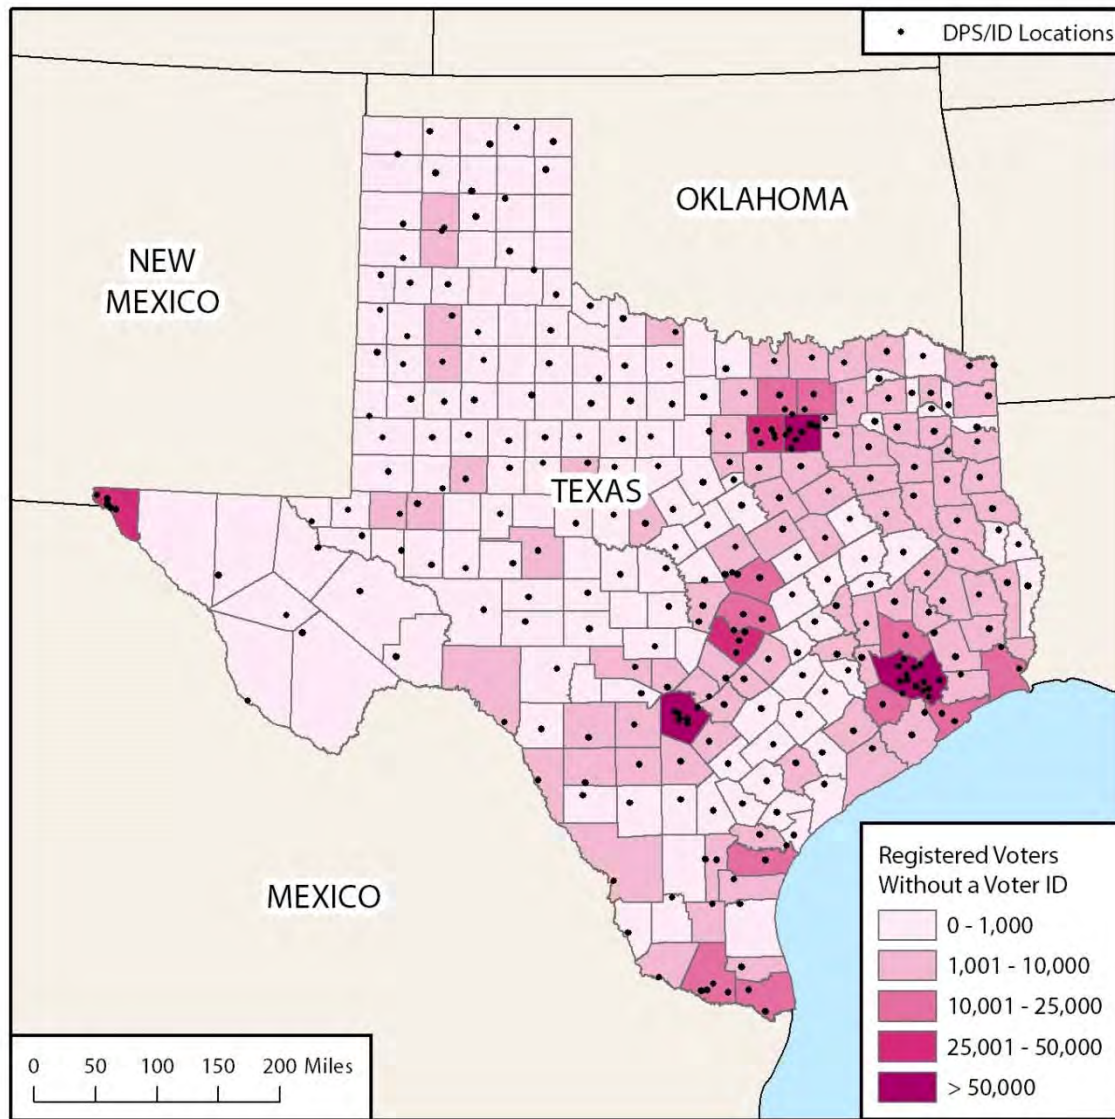 DPS/ID Locations
OKLAHOMA
NEW
MEXICO
TEXAS
MEXICO
Registered Voters
Without a Voter ID
0 - 1,000
1,001 - 10,000
10,001 - 25,000
25,001 - 50,000
> 50,000
0 50 100 150 200 Miles